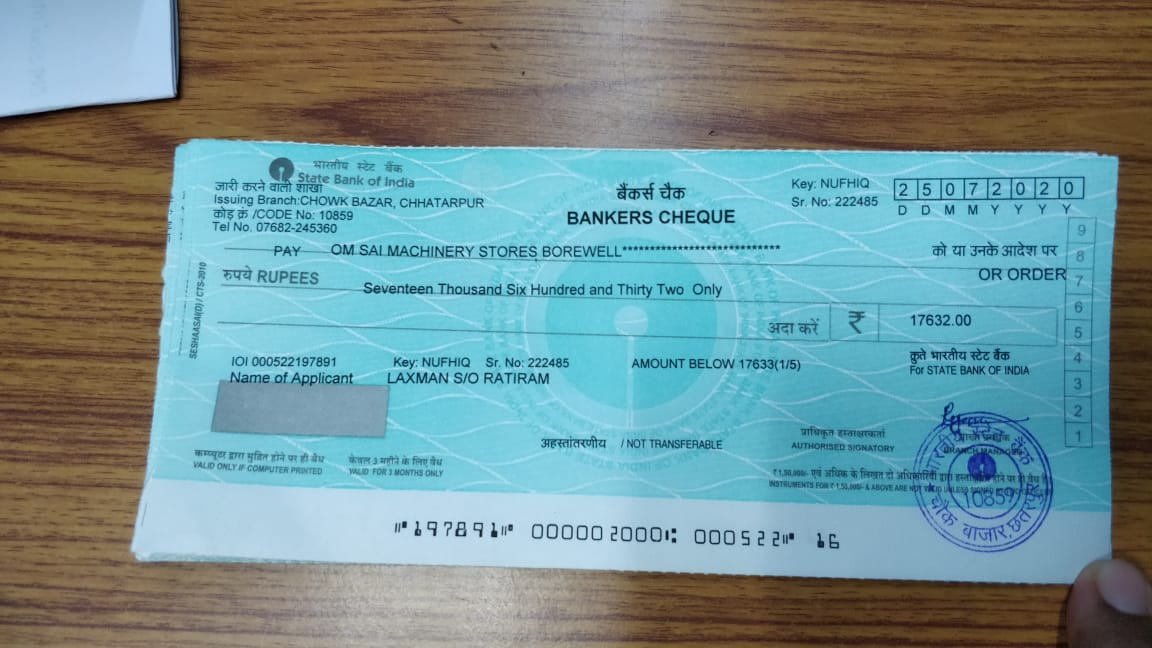 भारतीय स्टेट बैंक
State Bank of India
जारी करने वाली शाखा
Issuing Branch:CHOWK BAZAR, CHHATARPUR
कोड़ क्र /CODE No: 10859
Tel No. 07682-245360
बैंकर्स चैक
BANKERS CHEQUE
Key: NUFHIQ
Sr. No: 222485
2 5 0 7 2 0 2 0
D D M M Y Y Y Y
PAY OM SAI MACHINERY STORES BOREWELL*****************************
को या उनके आदेश पर
OR ORDER
रुपये RUPEES
Seventeen Thousand Six Hundred and Thirty Two Only
अदा करें ₹ 17632.00
IOI 000522197891 Key: NUFHIQ Sr. No: 222485 AMOUNT BELOW 17633(1/5)
Name of Applicant LAXMAN S/O RATIRAM
कृते भारतीय स्टेट बैंक
For STATE BANK OF INDIA
अहस्तांतरणीय / NOT TRANSFERABLE
प्राधिकृत हस्ताक्षरकर्ता
AUTHORISED SIGNATORY
BRANCH MANAGER
कम्प्यूटर द्वारा मुद्रित होने पर ही वैध
VALID ONLY IF COMPUTER PRINTED
केवल 3 महीने के लिए वैध
VALID FOR 3 MONTHS ONLY
₹ 1,50,000/- एवं अधिक के लिखत दो अधिकारियों द्वारा हस्ताक्षरित होने पर ही वैध
INSTRUMENTS FOR ₹ 1,50,000/- & ABOVE ARE NOT VALID UNLESS SIGNED BY
10859
चौक बाजार, छतरपुर
9
8
7
6
5
4
3
2
1
SESHAASAI(D) / CTS-2010
⑈197891⑈ 000002000⑆ 000522⑈ 16